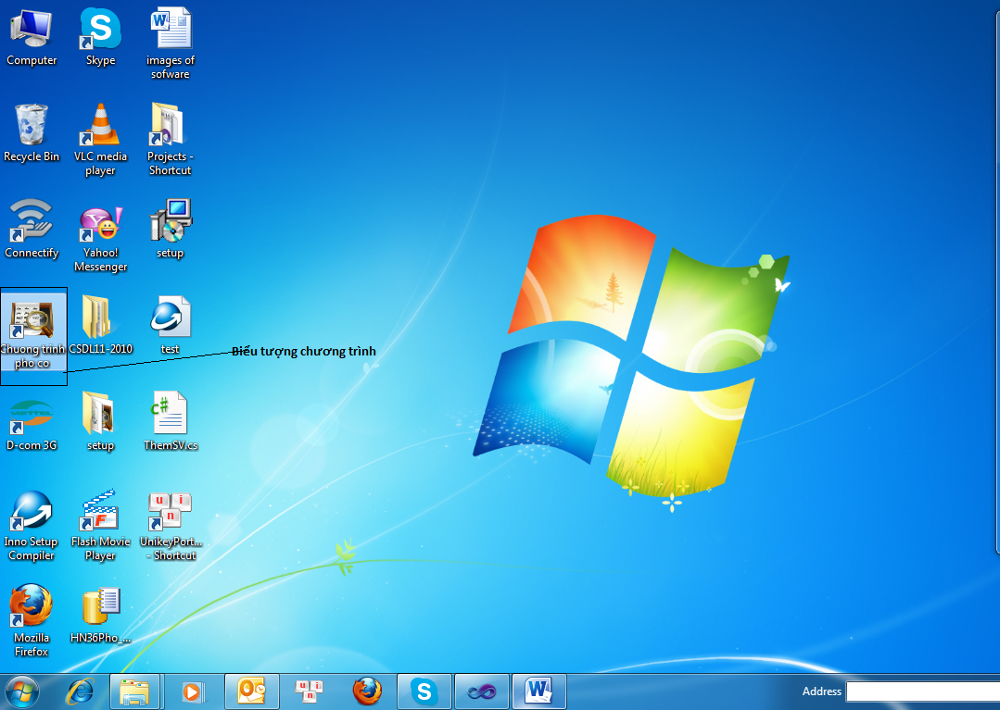 Computer
Skype
images of
sofware
Recycle Bin
VLC media
player
Projects -
Shortcut
Connectify
Yahoo!
Messenger
setup
Chuong trinh
pho co
CSDL11-2010
test
Biểu tượng chương trình
D-com 3G
setup
ThemSV.cs
Inno Setup
Compiler
Flash Movie
Player
UnikeyPort...
- Shortcut
Mozilla
Firefox
HN36Pho_...
Address